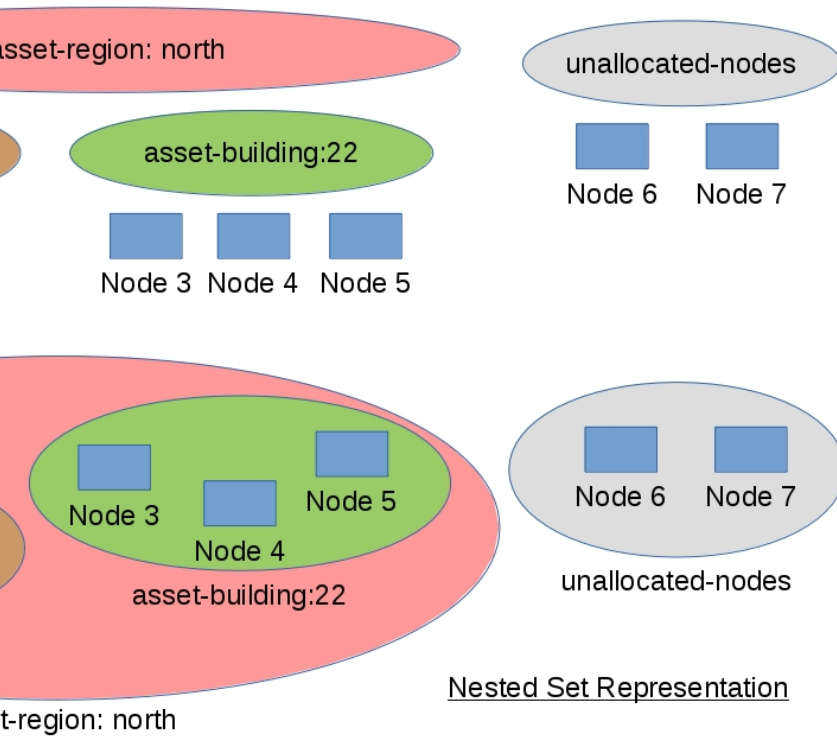 asset-region: north
unallocated-nodes
asset-building:22
Node 6 Node 7
Node 3 Node 4 Node 5
Node 3
Node 4
Node 5
asset-building:22
Node 6 Node 7
unallocated-nodes
Nested Set Representation
t-region: north